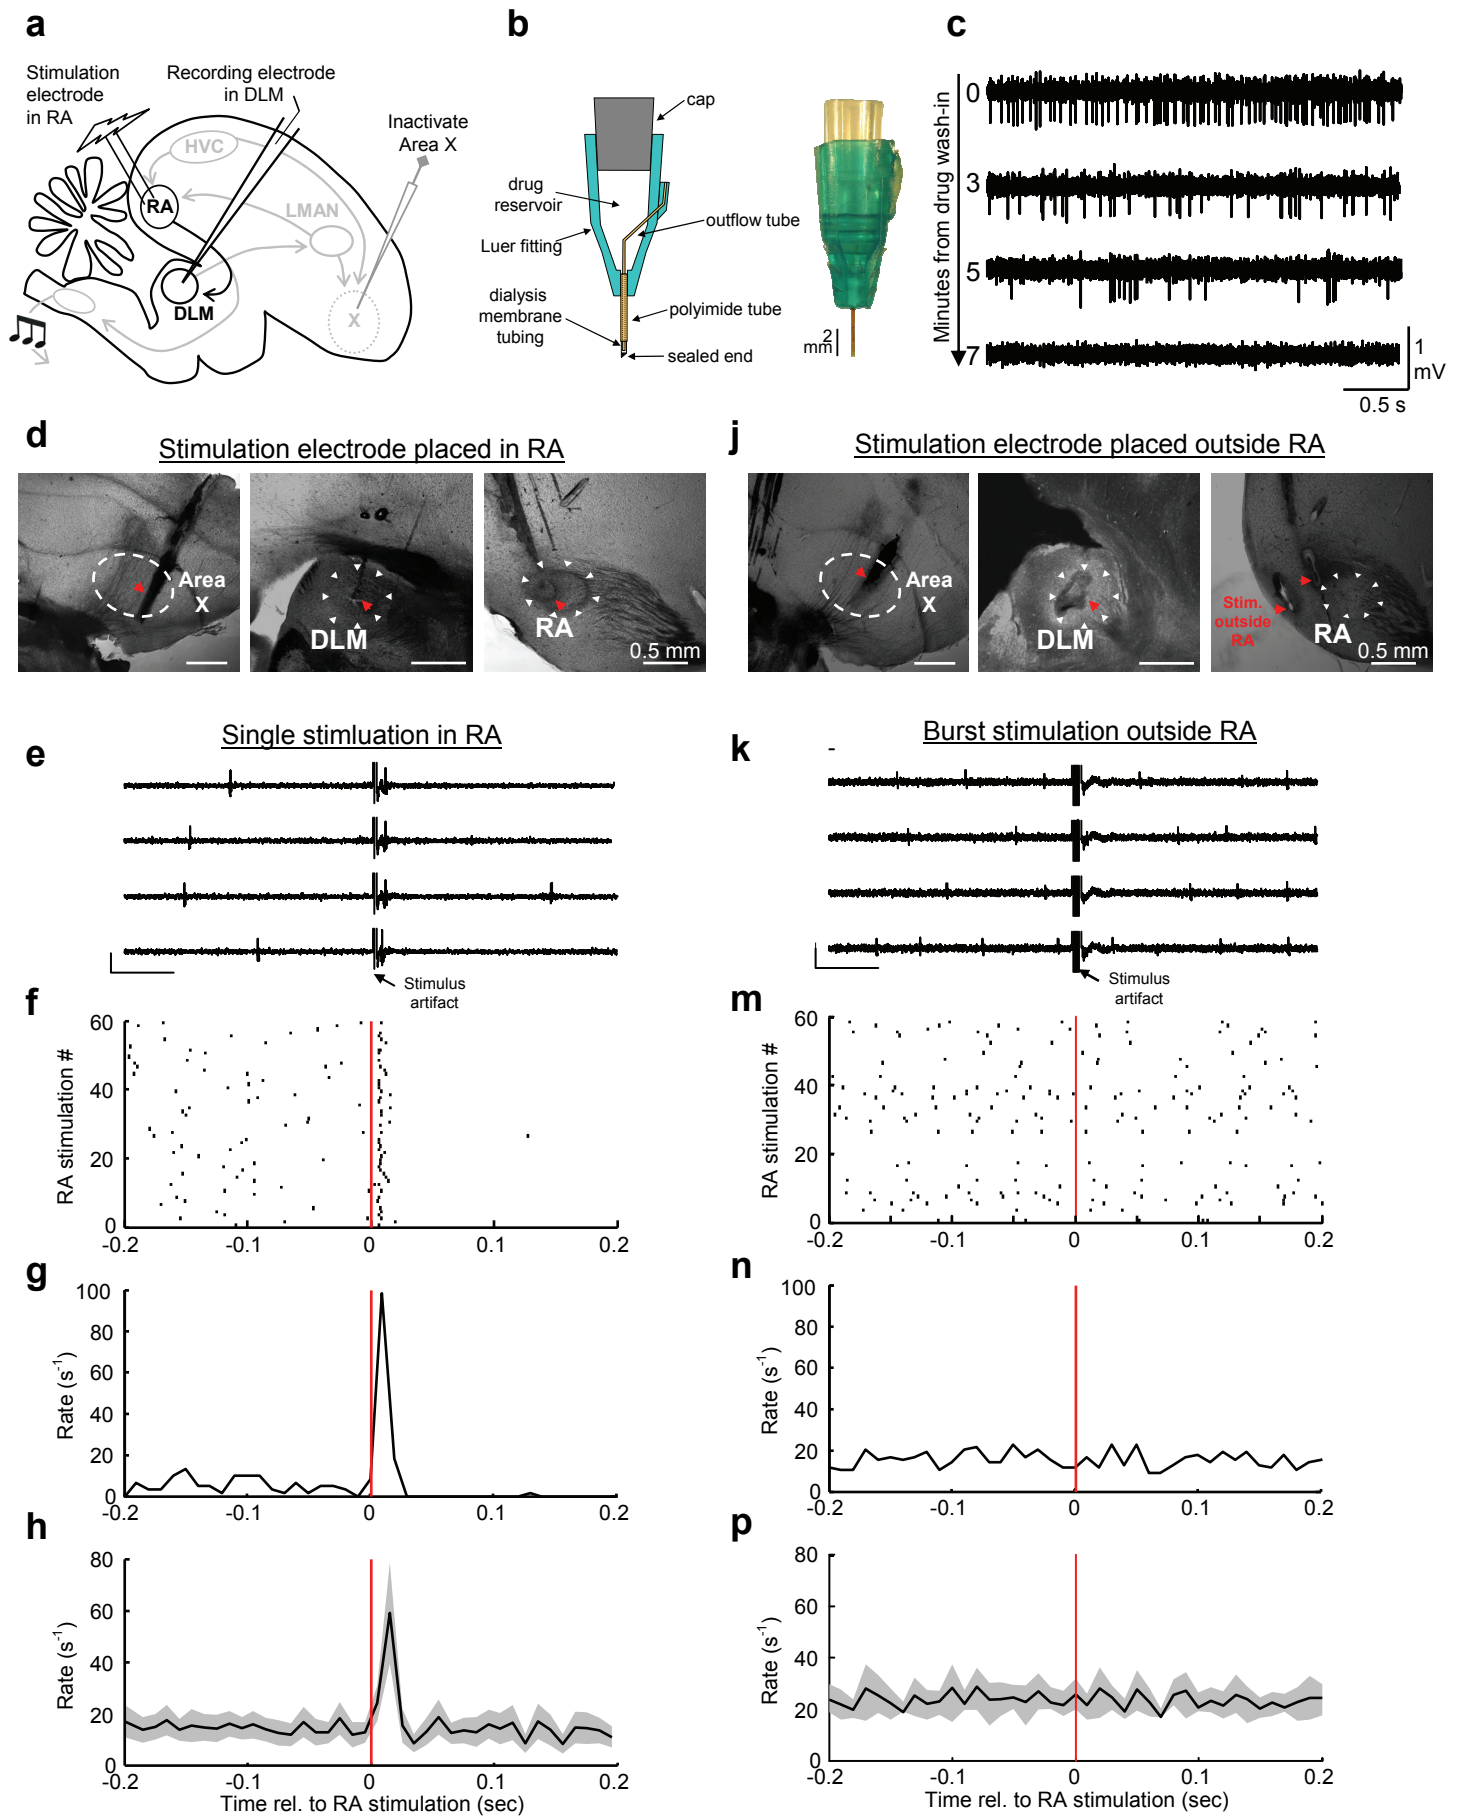 a
Stimulation
electrode
in RA
Recording electrode
in DLM
Inactivate
Area X
HVC
RA
LMAN
DLM
X
b
cap
drug
reservoir
outflow tube
Luer fitting
dialysis
membrane
tubing
polyimide tube
sealed end
2
mm
c
Minutes from drug wash-in
0
3
5
7
1
mV
0.5 s
d
Stimulation electrode placed in RA
Area
X
DLM
RA
0.5 mm
j
Stimulation electrode placed outside RA
Area
X
DLM
Stim.
outside
RA
RA
0.5 mm
e
Single stimluation in RA
Stimulus
artifact
k
Burst stimulation outside RA
Stimulus
artifact
f
RA stimulation #
60
40
20
0
-0.2
-0.1
0
0.1
0.2
m
RA stimulation #
60
40
20
0
-0.2
-0.1
0
0.1
0.2
g
Rate (s⁻¹)
100
80
60
40
20
0
-0.2
-0.1
0
0.1
0.2
n
Rate (s⁻¹)
100
80
60
40
20
0
-0.2
-0.1
0
0.1
0.2
h
Rate (s⁻¹)
80
60
40
20
0
-0.2
-0.1
0
0.1
0.2
Time rel. to RA stimulation (sec)
p
Rate (s⁻¹)
80
60
40
20
0
-0.2
-0.1
0
0.1
0.2
Time rel. to RA stimulation (sec)